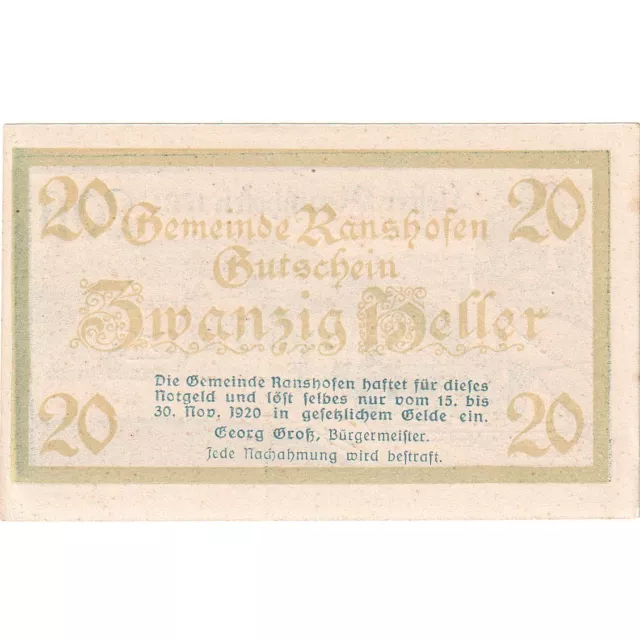 20 20
Gemeinde Ranshofen
Gutschein
Zwanzig Heller
Die Gemeinde Ranshofen haftet für dieses
Notgeld und löst selbes nur vom 15. bis
30. Nov. 1920 in gesetzlichem Gelde ein.
Georg Groß, Bürgermeister.
Jede Nachahmung wird bestraft.
20 20